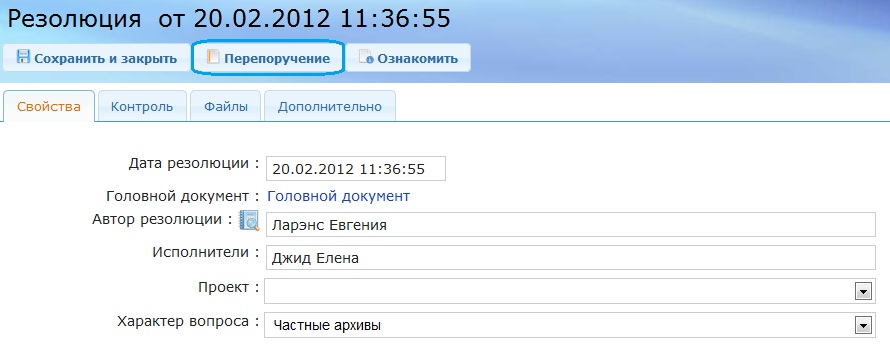 Резолюция от 20.02.2012 11:36:55
Сохранить и закрыть Перепоручение Ознакомить
Свойства Контроль Файлы Дополнительно
Дата резолюции : 20.02.2012 11:36:55
Головной документ : Головной документ
Автор резолюции : Ларэнс Евгения
Исполнители : Джид Елена
Проект :
Характер вопроса : Частные архивы